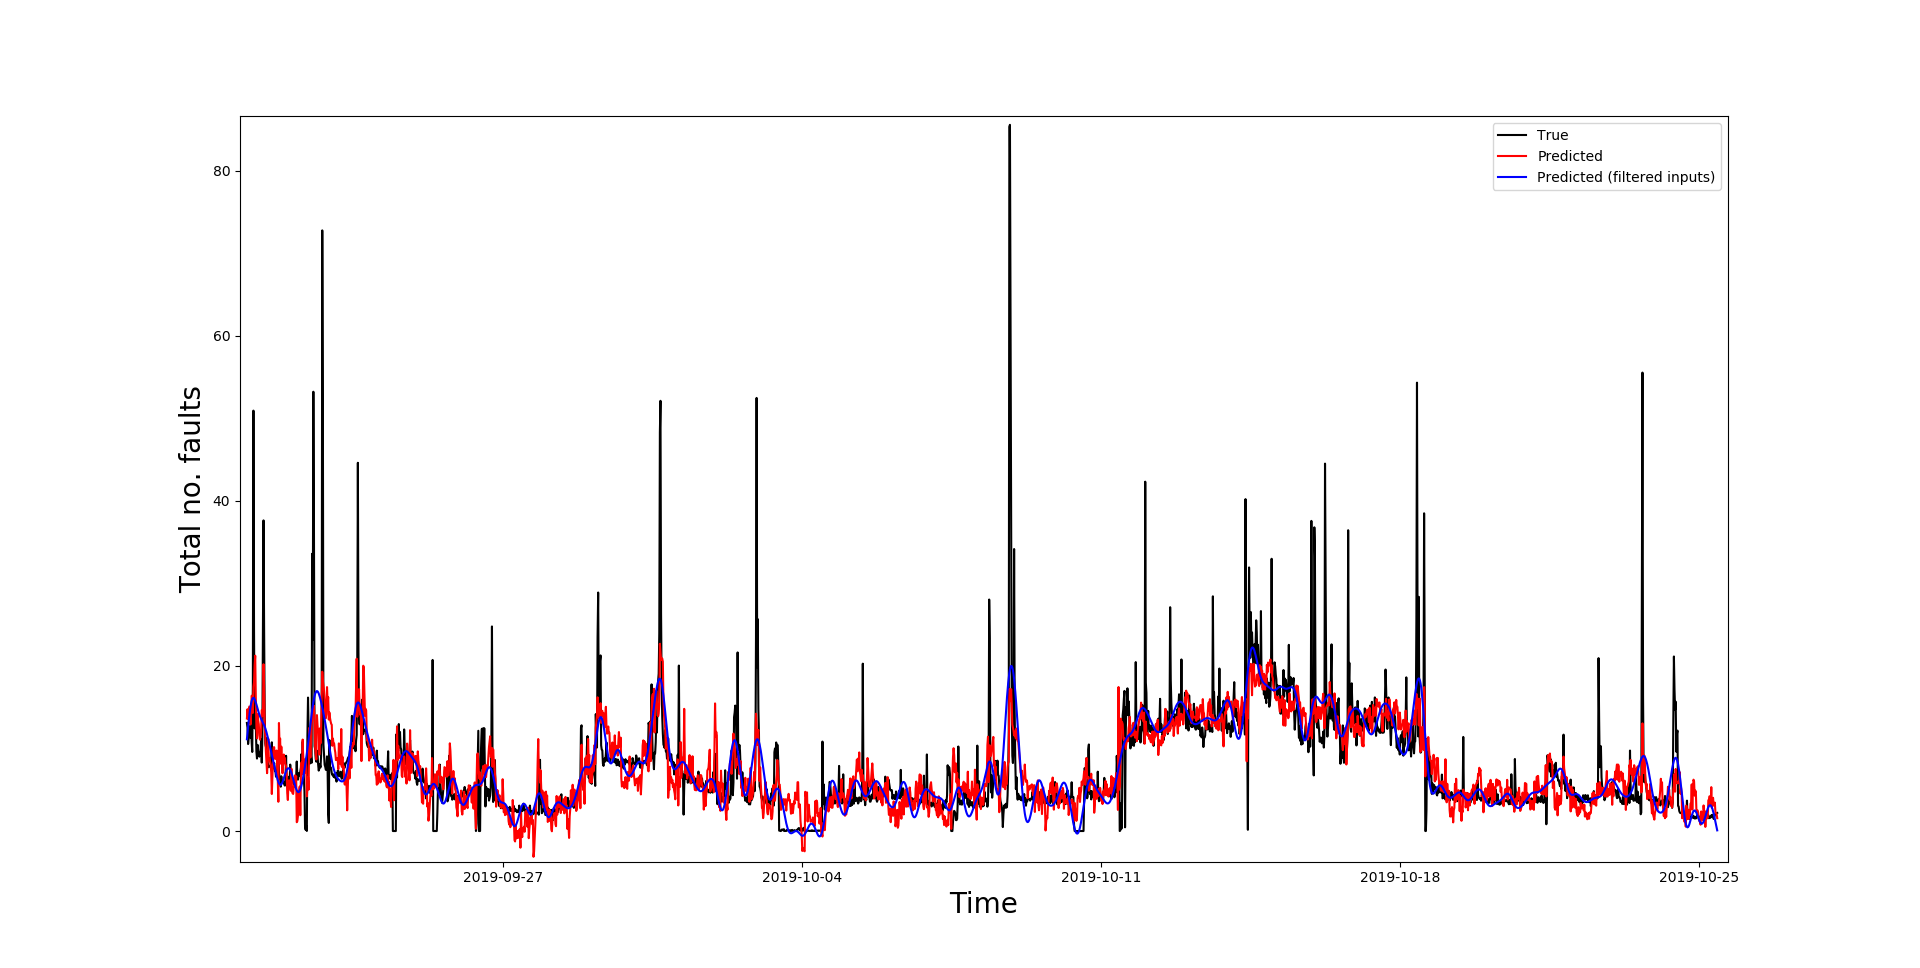 True
Predicted
Predicted (filtered inputs)
80
60
40
20
0
Total no. faults
2019-09-27
2019-10-04
2019-10-11
2019-10-18
2019-10-25
Time